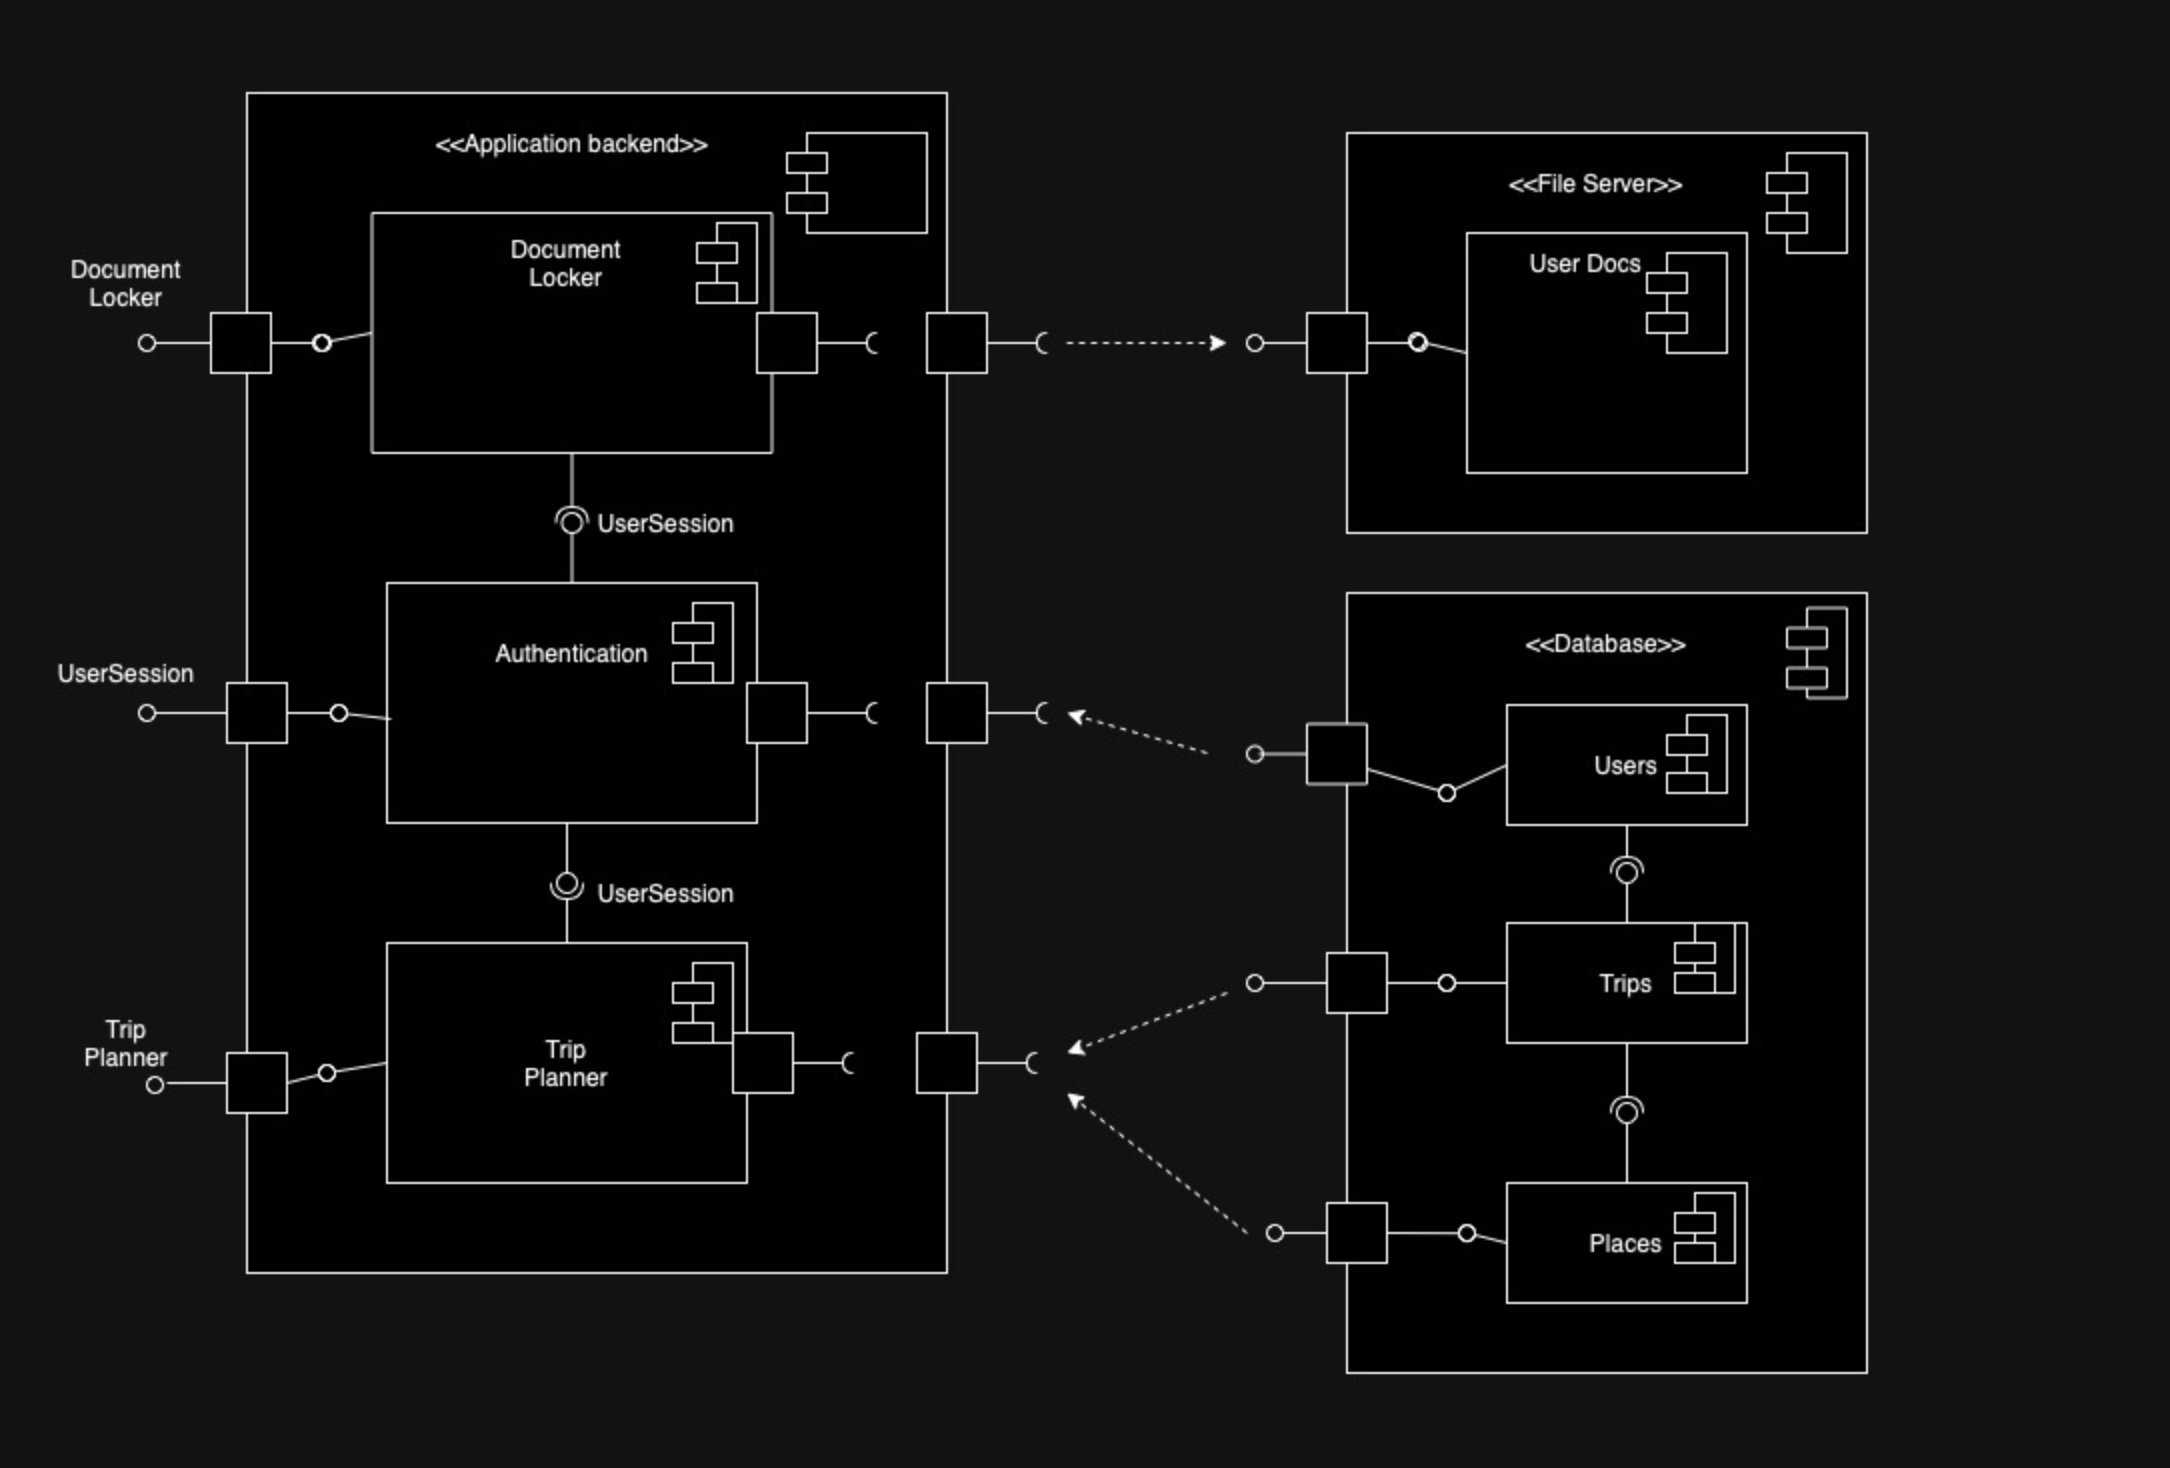 <<Application backend>>
Document
Locker
Document
Locker
UserSession
Authentication
UserSession
UserSession
Trip
Planner
Trip
Planner
<<File Server>>
User Docs
<<Database>>
Users
Trips
Places